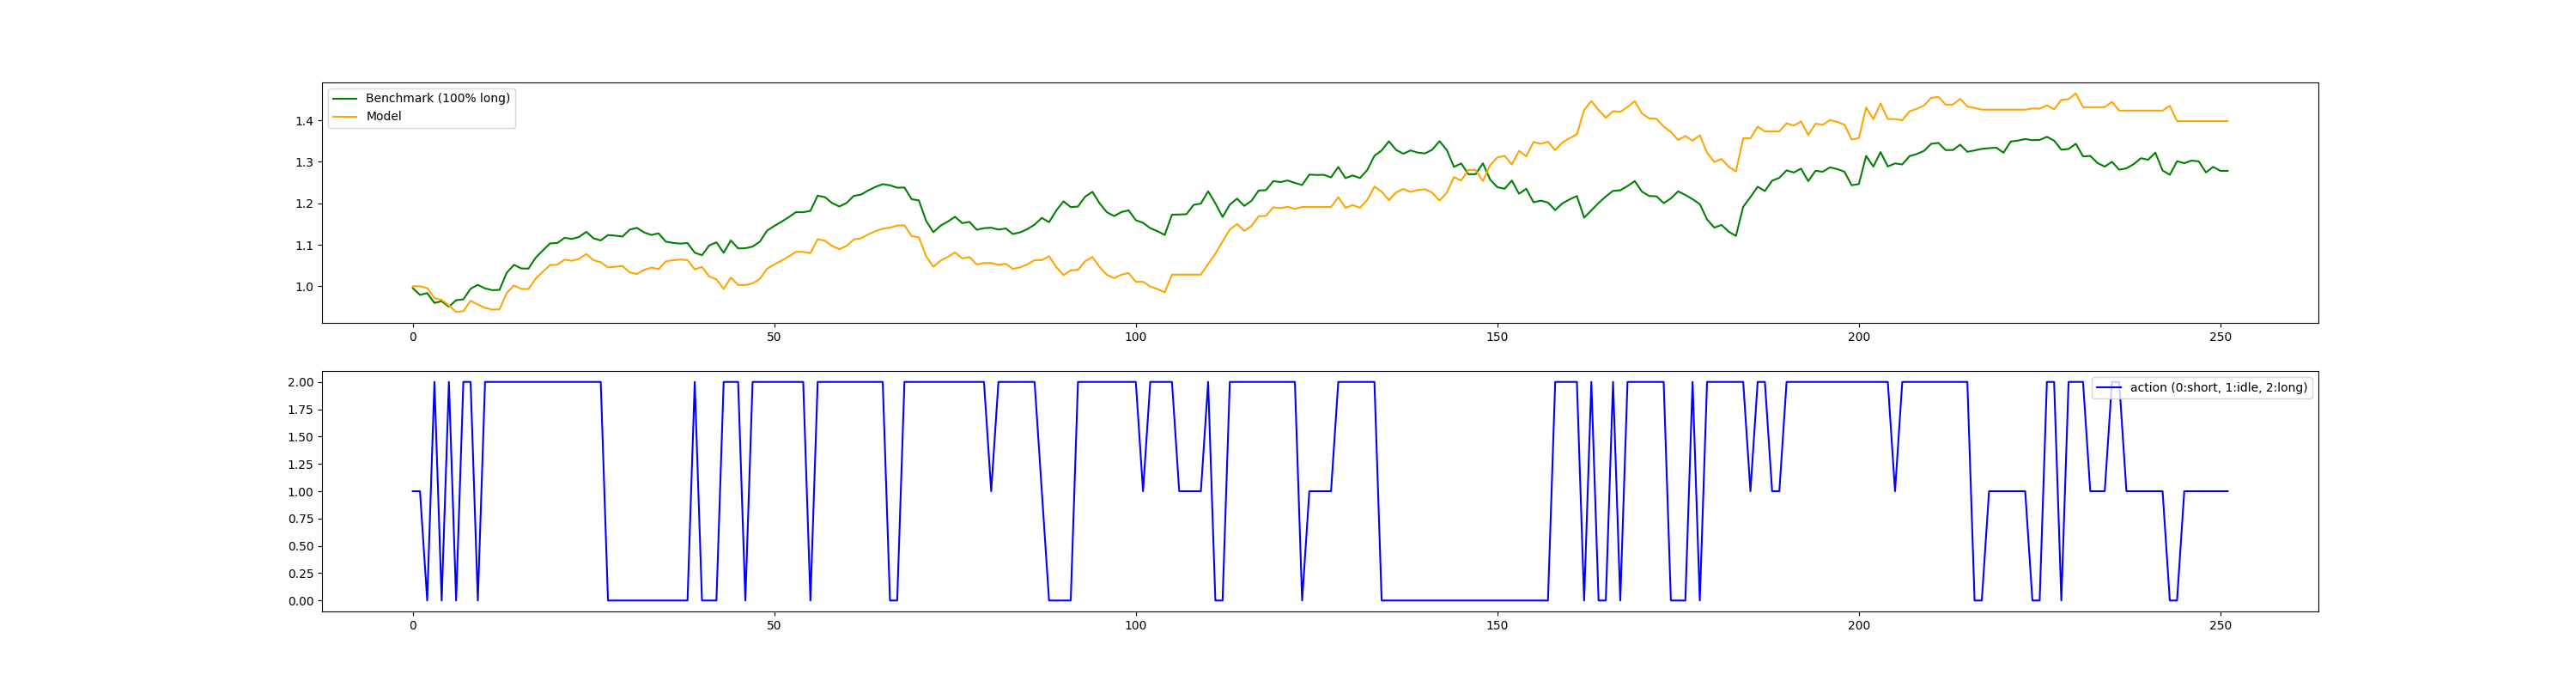 Benchmark (100% long)
Model
1.4
1.3
1.2
1.1
1.0
0 50 100 150 200 250
action (0:short, 1:idle, 2:long)
2.00
1.75
1.50
1.25
1.00
0.75
0.50
0.25
0.00
0 50 100 150 200 250